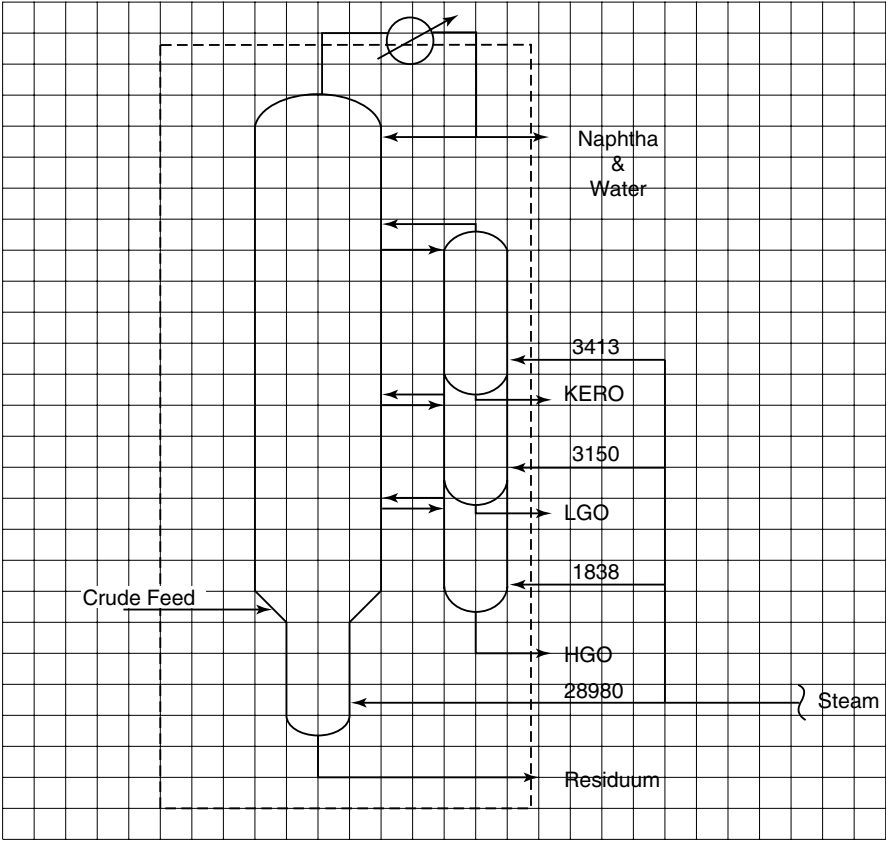 Naphtha
&
Water
3413
KERO
3150
LGO
1838
Crude Feed
HGO
28980
Steam
Residuum